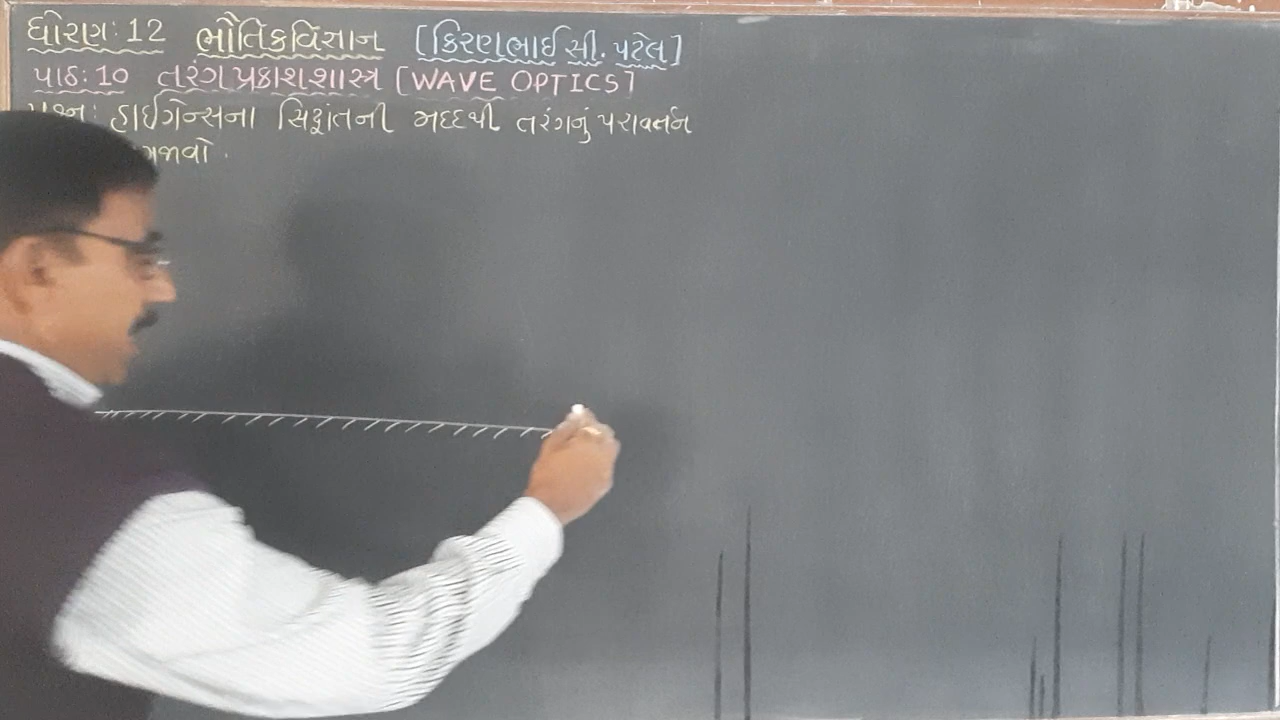 ધોરણ: 12 ભૌતિકવિજ્ઞાન [કિરણભાઈ સી. પટેલ]
પાઠ: 10 તરંગ પ્રકાશશાસ્ત્ર [WAVE OPTICS]
હાઈગેન્સના સિદ્ધાંતની મદદથી તરંગનું પરાવર્તન